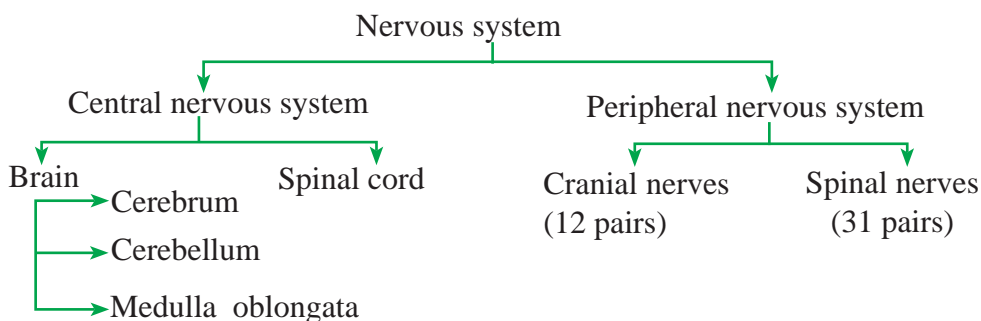 Nervous system
Central nervous system
Peripheral nervous system
Brain
Spinal cord
Cranial nerves
(12 pairs)
Spinal nerves
(31 pairs)
Cerebrum
Cerebellum
Medulla oblongata